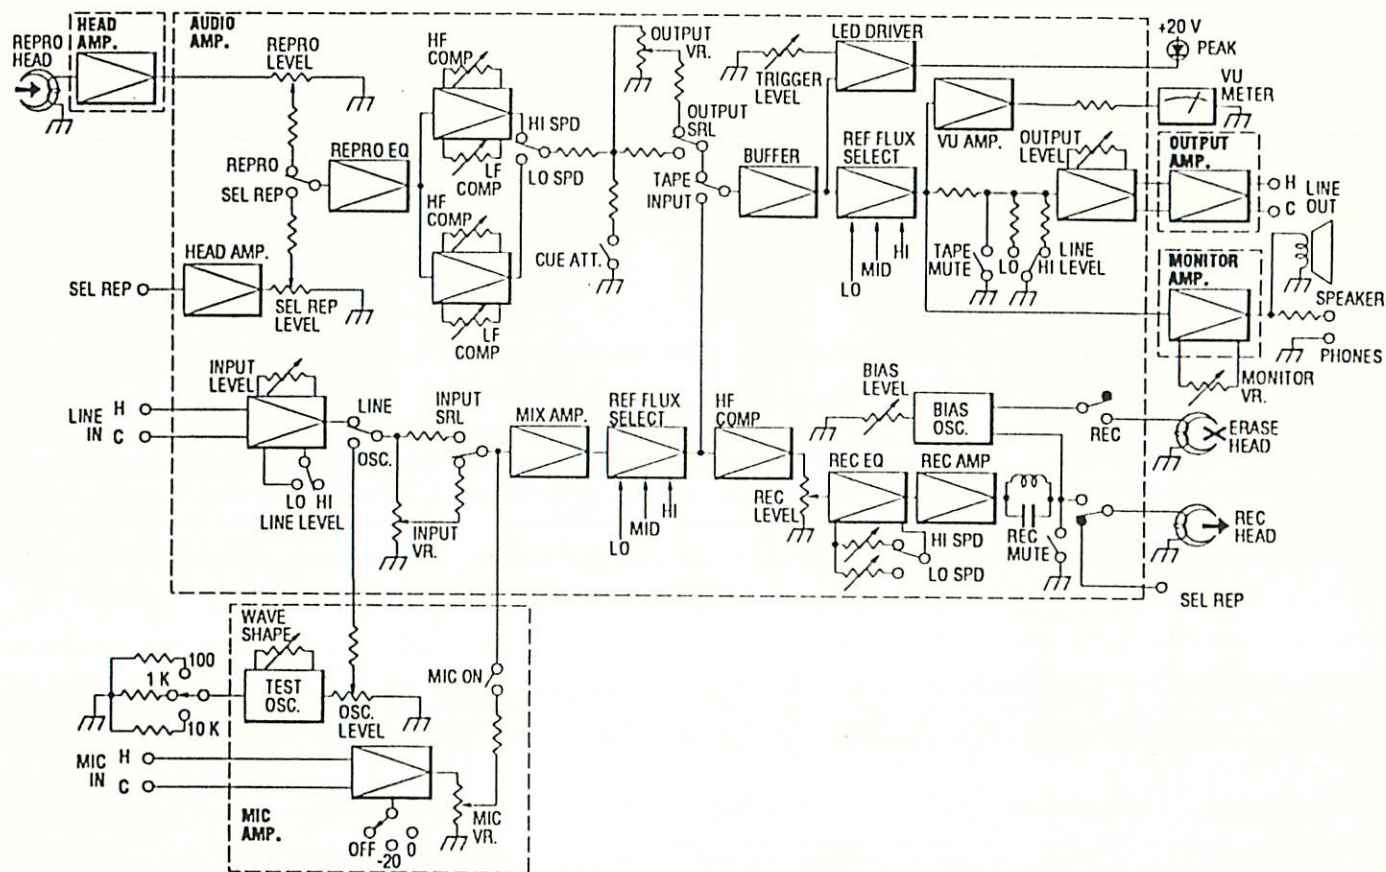 HEAD
AMP.
REPRO
HEAD
AUDIO
AMP.
REPRO
LEVEL
HF
COMP
OUTPUT
VR.
LED DRIVER
TRIGGER
LEVEL
+20 V
PEAK
VU
METER
HI SPD
LF
COMP
LO SPD
OUTPUT
SRL
VU AMP.
OUTPUT
LEVEL
OUTPUT
AMP.
H
C
LINE
OUT
REPRO
SEL REP
REPRO EQ
TAPE
INPUT
BUFFER
REF FLUX
SELECT
LO
MID
HI
HF
COMP
LF
COMP
CUE ATT.
TAPE
MUTE
LO
HI
LINE
LEVEL
MONITOR
AMP.
SPEAKER
PHONES
MONITOR
VR.
SEL REP
HEAD AMP.
SEL REP
LEVEL
INPUT
LEVEL
LINE
IN
H
C
LINE
OSC.
LO HI
LINE LEVEL
INPUT
SRL
INPUT
VR.
MIX AMP.
REF FLUX
SELECT
LO
MID
HI
HF
COMP
BIAS
LEVEL
BIAS
OSC.
REC
ERASE
HEAD
REC
LEVEL
REC EQ
REC AMP
HI SPD
LO SPD
REC
MUTE
REC
HEAD
SEL REP
WAVE
SHAPE
100
1 K
10 K
TEST
OSC.
OSC.
LEVEL
MIC ON
MIC
IN
H
C
MIC
AMP.
OFF
-20
0
MIC
VR.